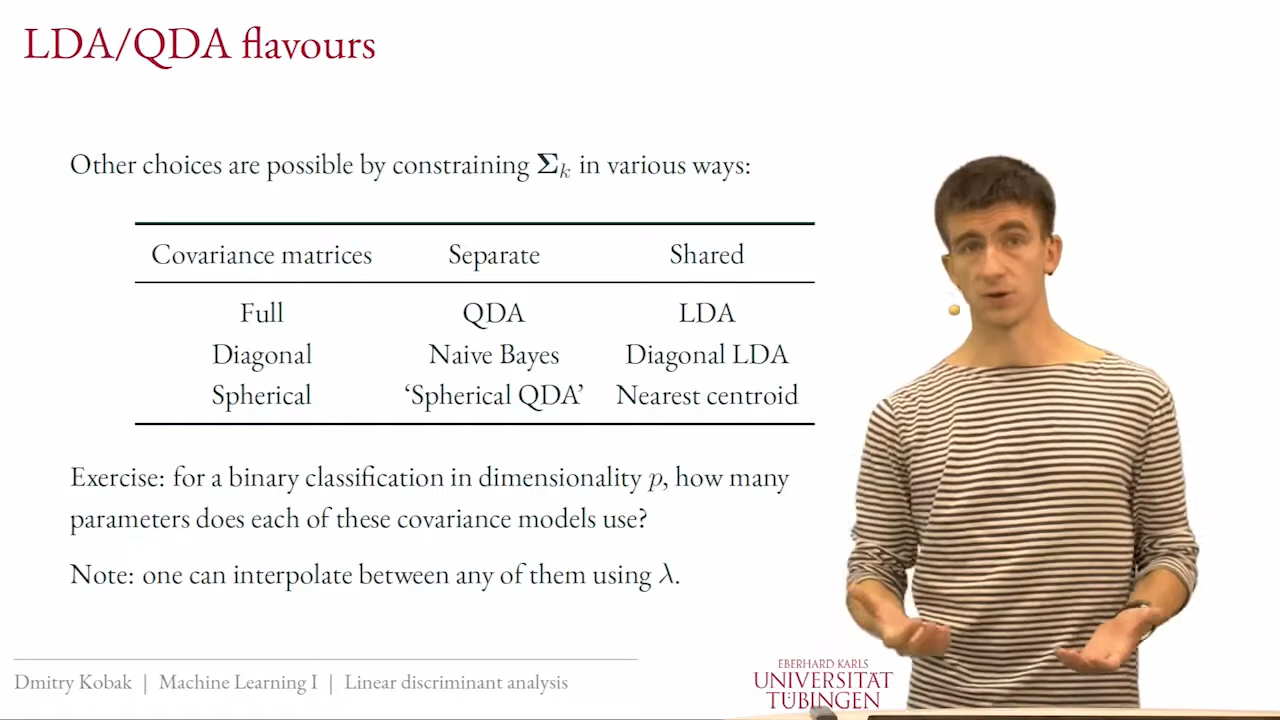 LDA/QDA flavours
Other choices are possible by constraining Σₖ in various ways:
Covariance matrices Separate Shared
Full QDA LDA
Diagonal Naive Bayes Diagonal LDA
Spherical ‘Spherical QDA’ Nearest centroid
Exercise: for a binary classification in dimensionality p, how many
parameters does each of these covariance models use?
Note: one can interpolate between any of them using λ.
Dmitry Kobak | Machine Learning I | Linear discriminant analysis
EBERHARD KARLS
UNIVERSITÄT
TÜBINGEN